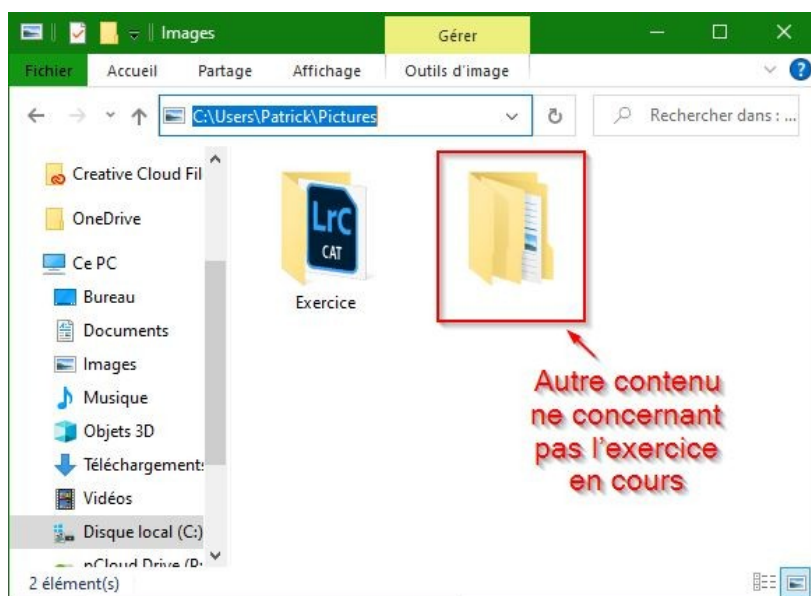 Images
Gérer
Fichier
Accueil
Partage
Affichage
Outils d'image
C:\Users\Patrick\Pictures
Rechercher dans : ...
Creative Cloud Fil
OneDrive
Ce PC
Bureau
Documents
Images
Musique
Objets 3D
Téléchargements
Vidéos
Disque local (C:)
pCloud Drive (P:
LrC
CAT
Exercice
Autre contenu
ne concernant
pas l'exercice
en cours
2 élément(s)